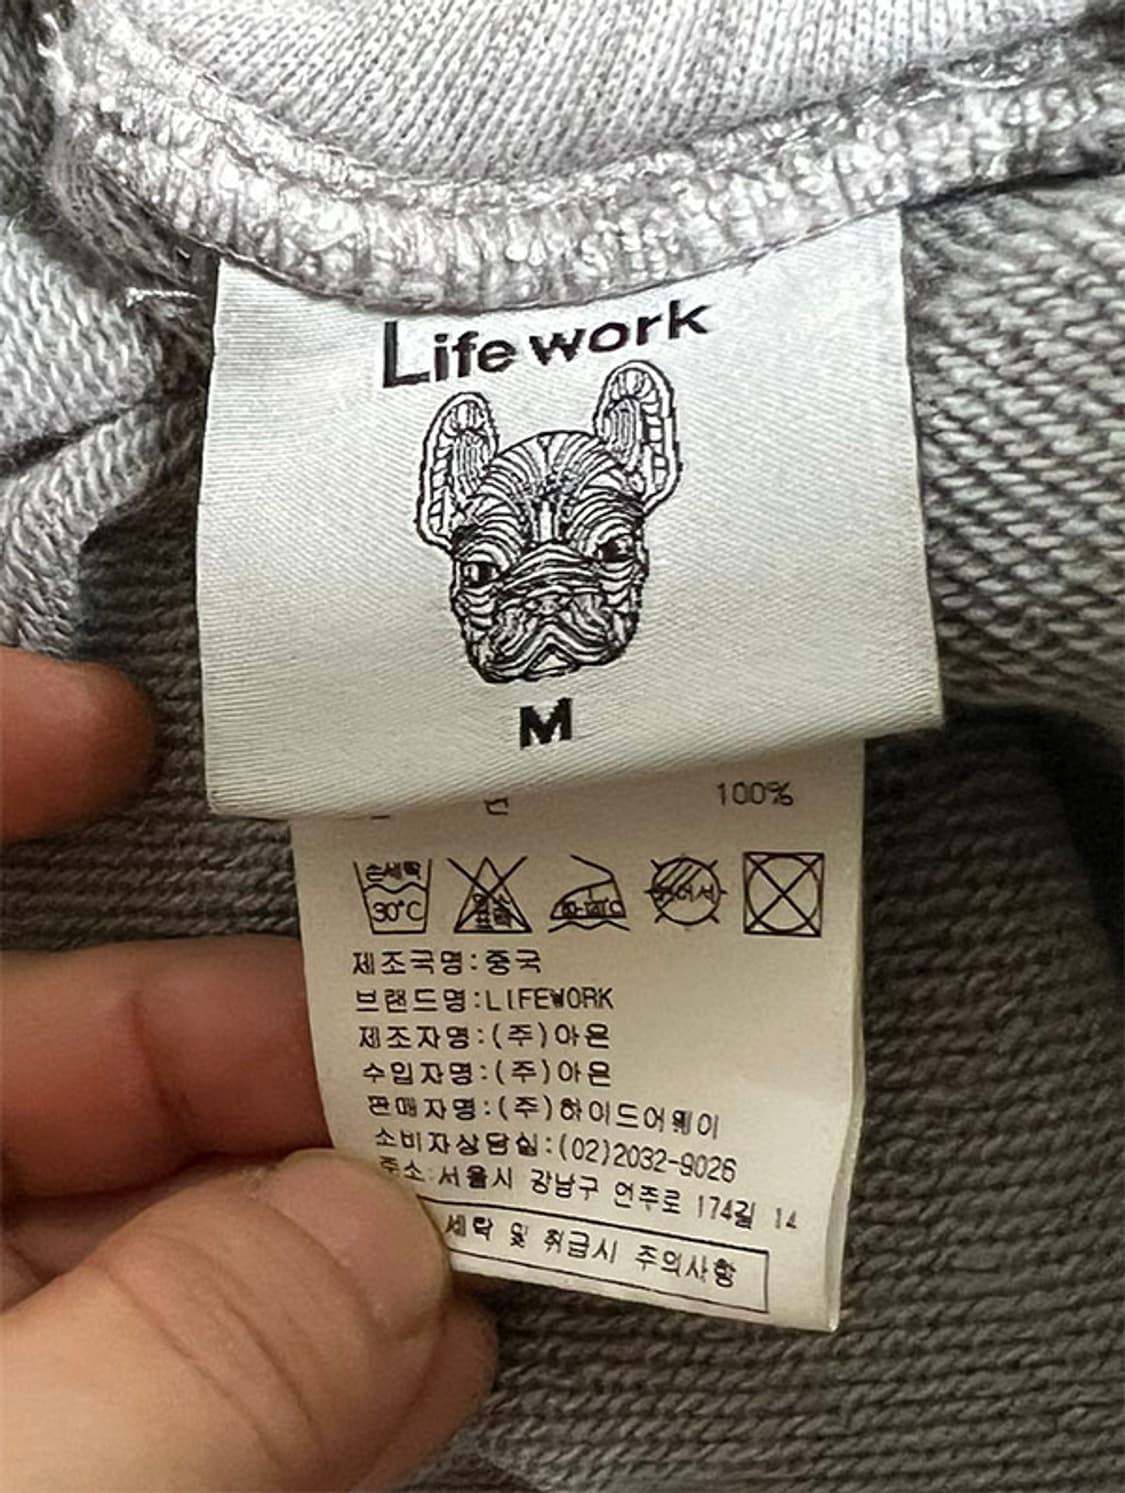 Life work
M
100%
손세탁
30°C
제조국명:중국
브랜드명:LIFEWORK
제조자명:(주)아은
수입자명:(주)아은
판매자명:(주)하이드어웨이
소비자상담실:(02)2032-9026
주소:서울시 강남구 언주로 174길 14
세탁 및 취급시 주의사항